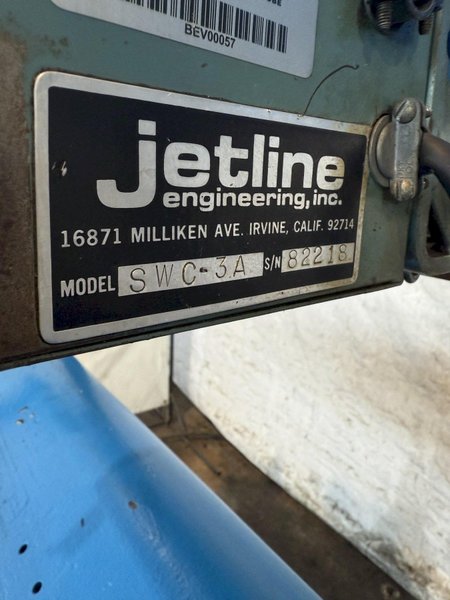 BEV00057
jetline
engineering, inc.
16871 MILLIKEN AVE. IRVINE, CALIF. 92714
MODEL SWC-3A S/N 82218